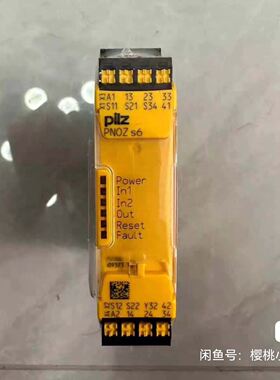 A1 13 23 33
S11 S21 S34 41
pilz
PNOZ s6
Power
In1
In2
Out
Reset
Fault
S12 S22 Y32 42
A2 14 24 34
闲鱼号：樱桃